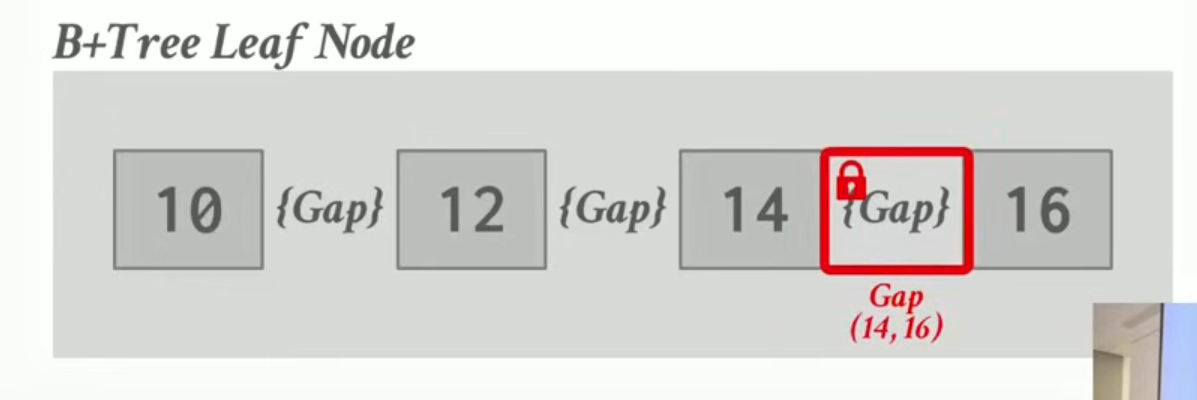 B+Tree Leaf Node
10 {Gap} 12 {Gap} 14 {Gap} 16
Gap
(14, 16)